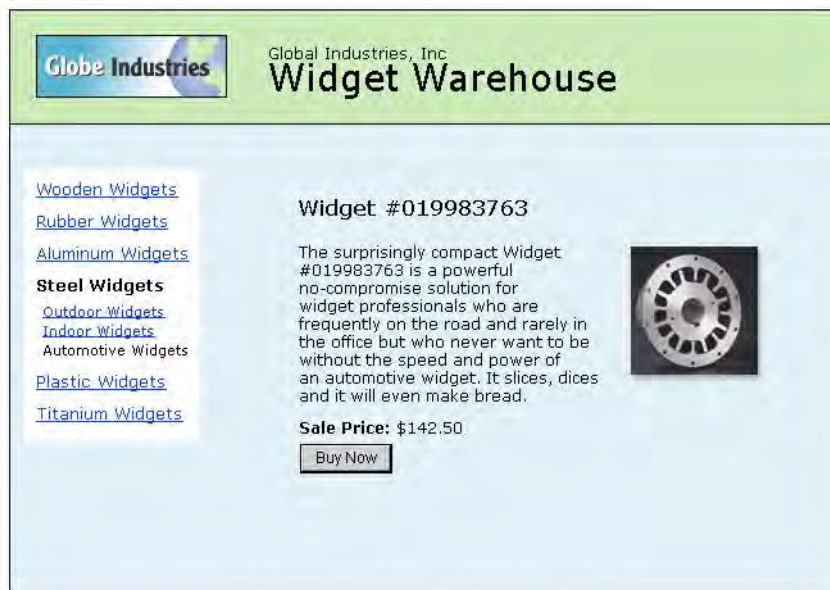 Globe Industries
Global Industries, Inc
Widget Warehouse
Wooden Widgets
Rubber Widgets
Aluminum Widgets
Steel Widgets
Outdoor Widgets
Indoor Widgets
Automotive Widgets
Plastic Widgets
Titanium Widgets
Widget #019983763
The surprisingly compact Widget
#019983763 is a powerful
no-compromise solution for
widget professionals who are
frequently on the road and rarely in
the office but who never want to be
without the speed and power of
an automotive widget. It slices, dices
and it will even make bread.
Sale Price: $142.50
Buy Now